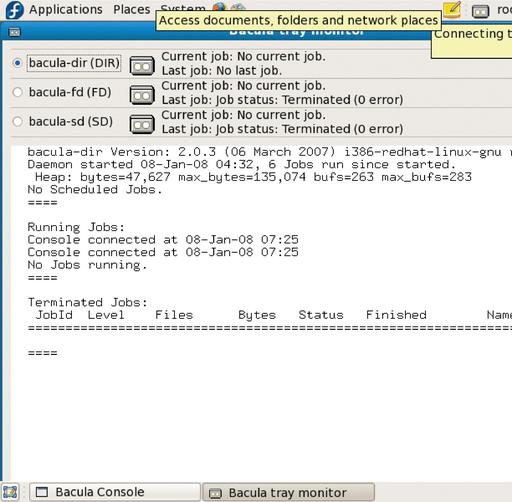 Applications Places System
Access documents, folders and network places
roo
Bacula tray monitor
Connecting t
bacula-dir (DIR)
Current job: No current job.
Last job: No last job.
bacula-fd (FD)
Current job: No current job.
Last job: Job status: Terminated (0 error)
bacula-sd (SD)
Current job: No current job.
Last job: Job status: Terminated (0 error)
bacula-dir Version: 2.0.3 (06 March 2007) i386-redhat-linux-gnu
Daemon started 08-Jan-08 04:32, 6 Jobs run since started.
Heap: bytes=47,627 max_bytes=135,074 bufs=263 max_bufs=283
No Scheduled Jobs.
====
Running Jobs:
Console connected at 08-Jan-08 07:25
Console connected at 08-Jan-08 07:25
No Jobs running.
====
Terminated Jobs:
JobId Level Files Bytes Status Finished Name
====================================================================
====
Bacula Console
Bacula tray monitor